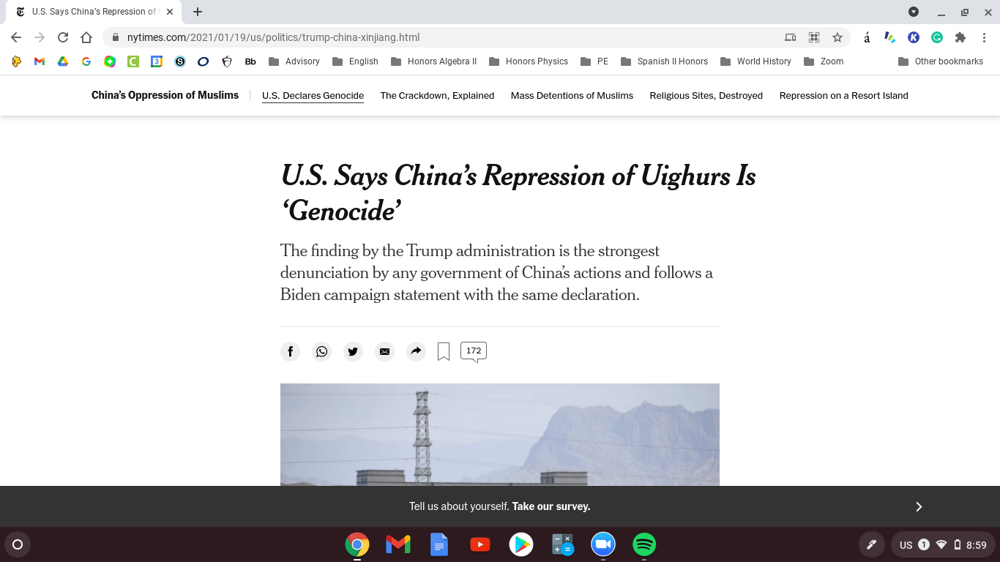 U.S. Says China's Repression of
nytimes.com/2021/01/19/us/politics/trump-china-xinjiang.html
á K G
G C 3 S Bb Advisory English Honors Algebra II Honors Physics PE Spanish II Honors World History Zoom Other bookmarks
China's Oppression of Muslims U.S. Declares Genocide The Crackdown, Explained Mass Detentions of Muslims Religious Sites, Destroyed Repression on a Resort Island
U.S. Says China's Repression of Uighurs Is
‘Genocide’
The finding by the Trump administration is the strongest
denunciation by any government of China's actions and follows a
Biden campaign statement with the same declaration.
172
Tell us about yourself. Take our survey.
US 1 8:59